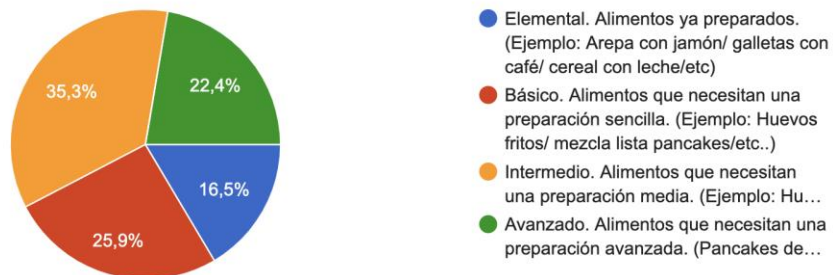 35,3%
22,4%
16,5%
25,9%
Elemental. Alimentos ya preparados.
(Ejemplo: Arepa con jamón/ galletas con
café/ cereal con leche/etc)
Básico. Alimentos que necesitan una
preparación sencilla. (Ejemplo: Huevos
fritos/ mezcla lista pancakes/etc..)
Intermedio. Alimentos que necesitan
una preparación media. (Ejemplo: Hu…
Avanzado. Alimentos que necesitan una
preparación avanzada. (Pancakes de…